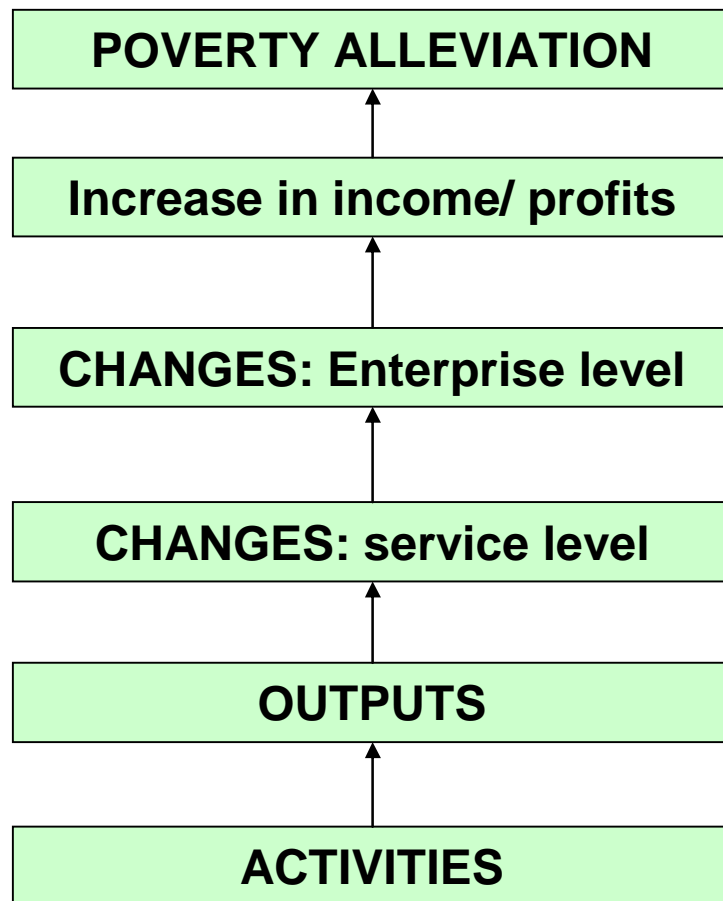 POVERTY ALLEVIATION
Increase in income/ profits
CHANGES: Enterprise level
CHANGES: service level
OUTPUTS
ACTIVITIES